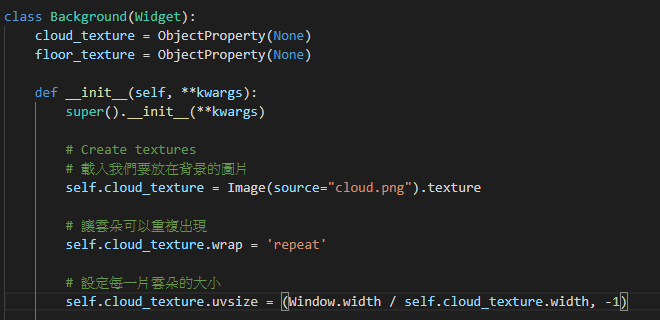 class Background(Widget):
cloud_texture = ObjectProperty(None)
floor_texture = ObjectProperty(None)
def __init__(self, **kwargs):
super().__init__(**kwargs)
# Create textures
# 載入我們要放在背景的圖片
self.cloud_texture = Image(source="cloud.png").texture
# 讓雲朵可以重複出現
self.cloud_texture.wrap = 'repeat'
# 設定每一片雲朵的大小
self.cloud_texture.uvsize = (Window.width / self.cloud_texture.width, -1)